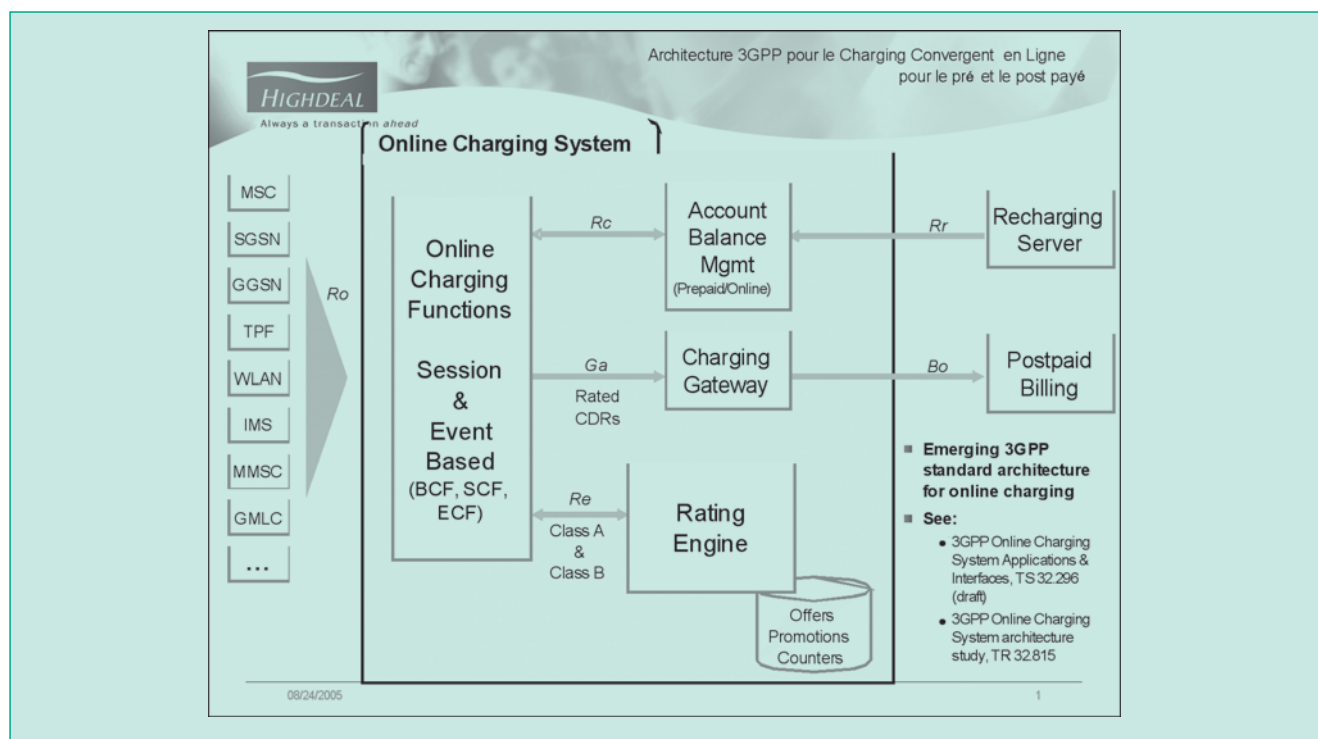 Architecture 3GPP pour le Charging Convergent en Ligne
pour le pré et le post payé
HIGHDEAL
Always a transaction ahead
Online Charging System
MSC
SGSN
GGSN
TPF
WLAN
IMS
MMSC
GMLC
...
Ro
Online
Charging
Functions
Session
&
Event
Based
(BCF, SCF,
ECF)
Rc
Account
Balance
Mgmt
(Prepaid/Online)
Rr
Recharging
Server
Ga
Rated
CDRs
Charging
Gateway
Bo
Postpaid
Billing
Re
Class A
&
Class B
Rating
Engine
Offers
Promotions
Counters
Emerging 3GPP
standard architecture
for online charging
See:
3GPP Online Charging
System Applications &
Interfaces, TS 32.296
(draft)
3GPP Online Charging
System architecture
study, TR 32.815
08/24/2005
1